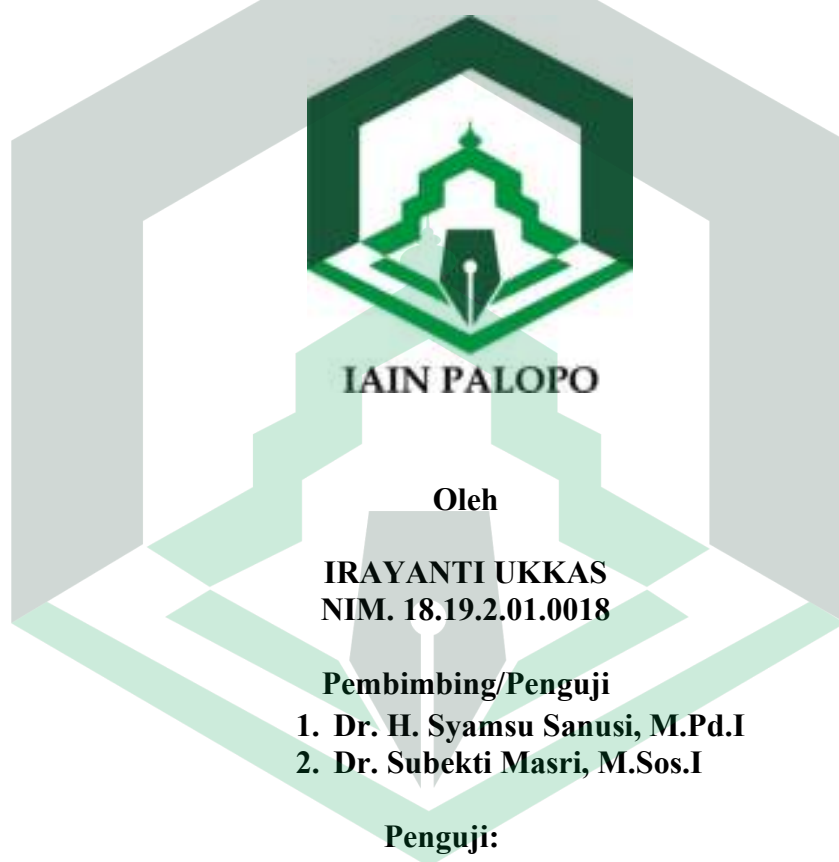 IAIN PALOPO
Oleh
IRAYANTI UKKAS
NIM. 18.19.2.01.0018
Pembimbing/Penguji
1. Dr. H. Syamsu Sanusi, M.Pd.I
2. Dr. Subekti Masri, M.Sos.I
Penguji: